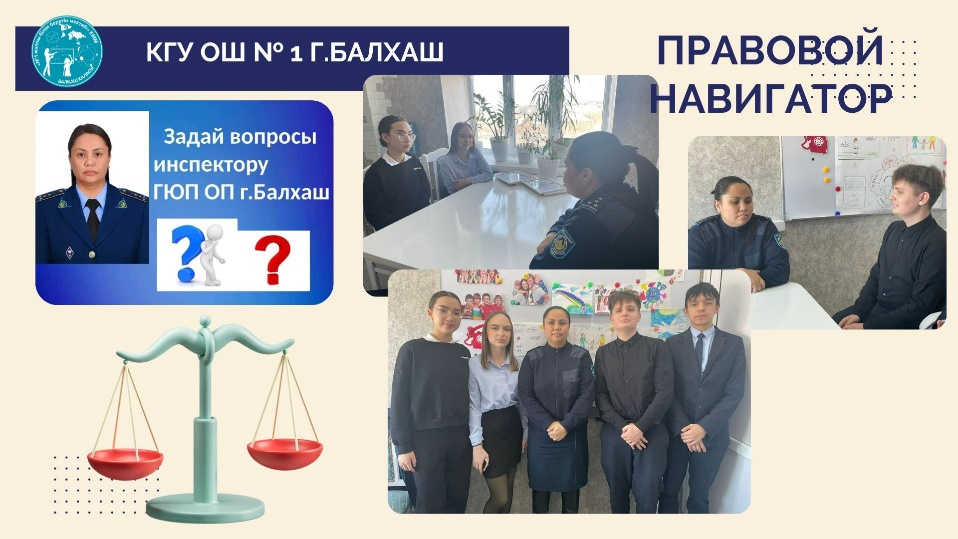 КГУ ОШ № 1 Г.БАЛХАШ
ПРАВОВОЙ
НАВИГАТОР
Задай вопросы
инспектору
ГЮП ОП г.Балхаш